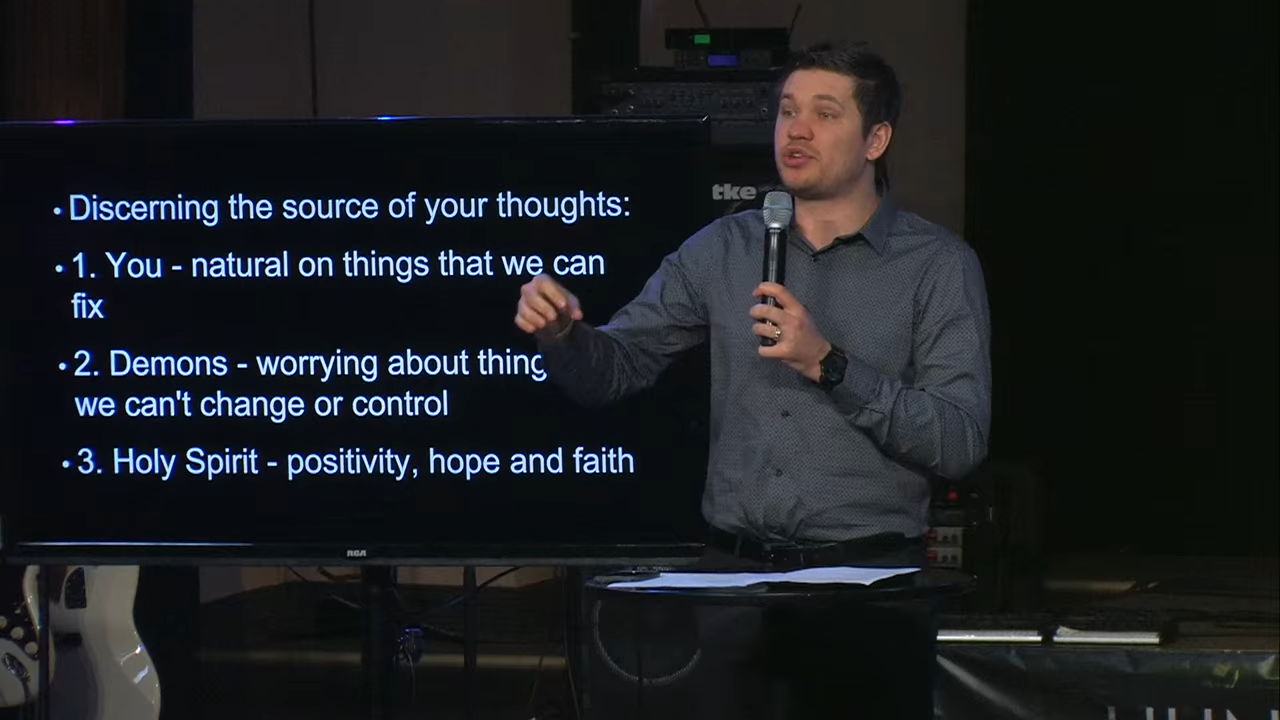 • Discerning the source of your thoughts:
• 1. You - natural on things that we can
fix
• 2. Demons - worrying about thing
we can't change or control
• 3. Holy Spirit - positivity, hope and faith
tke
RCA